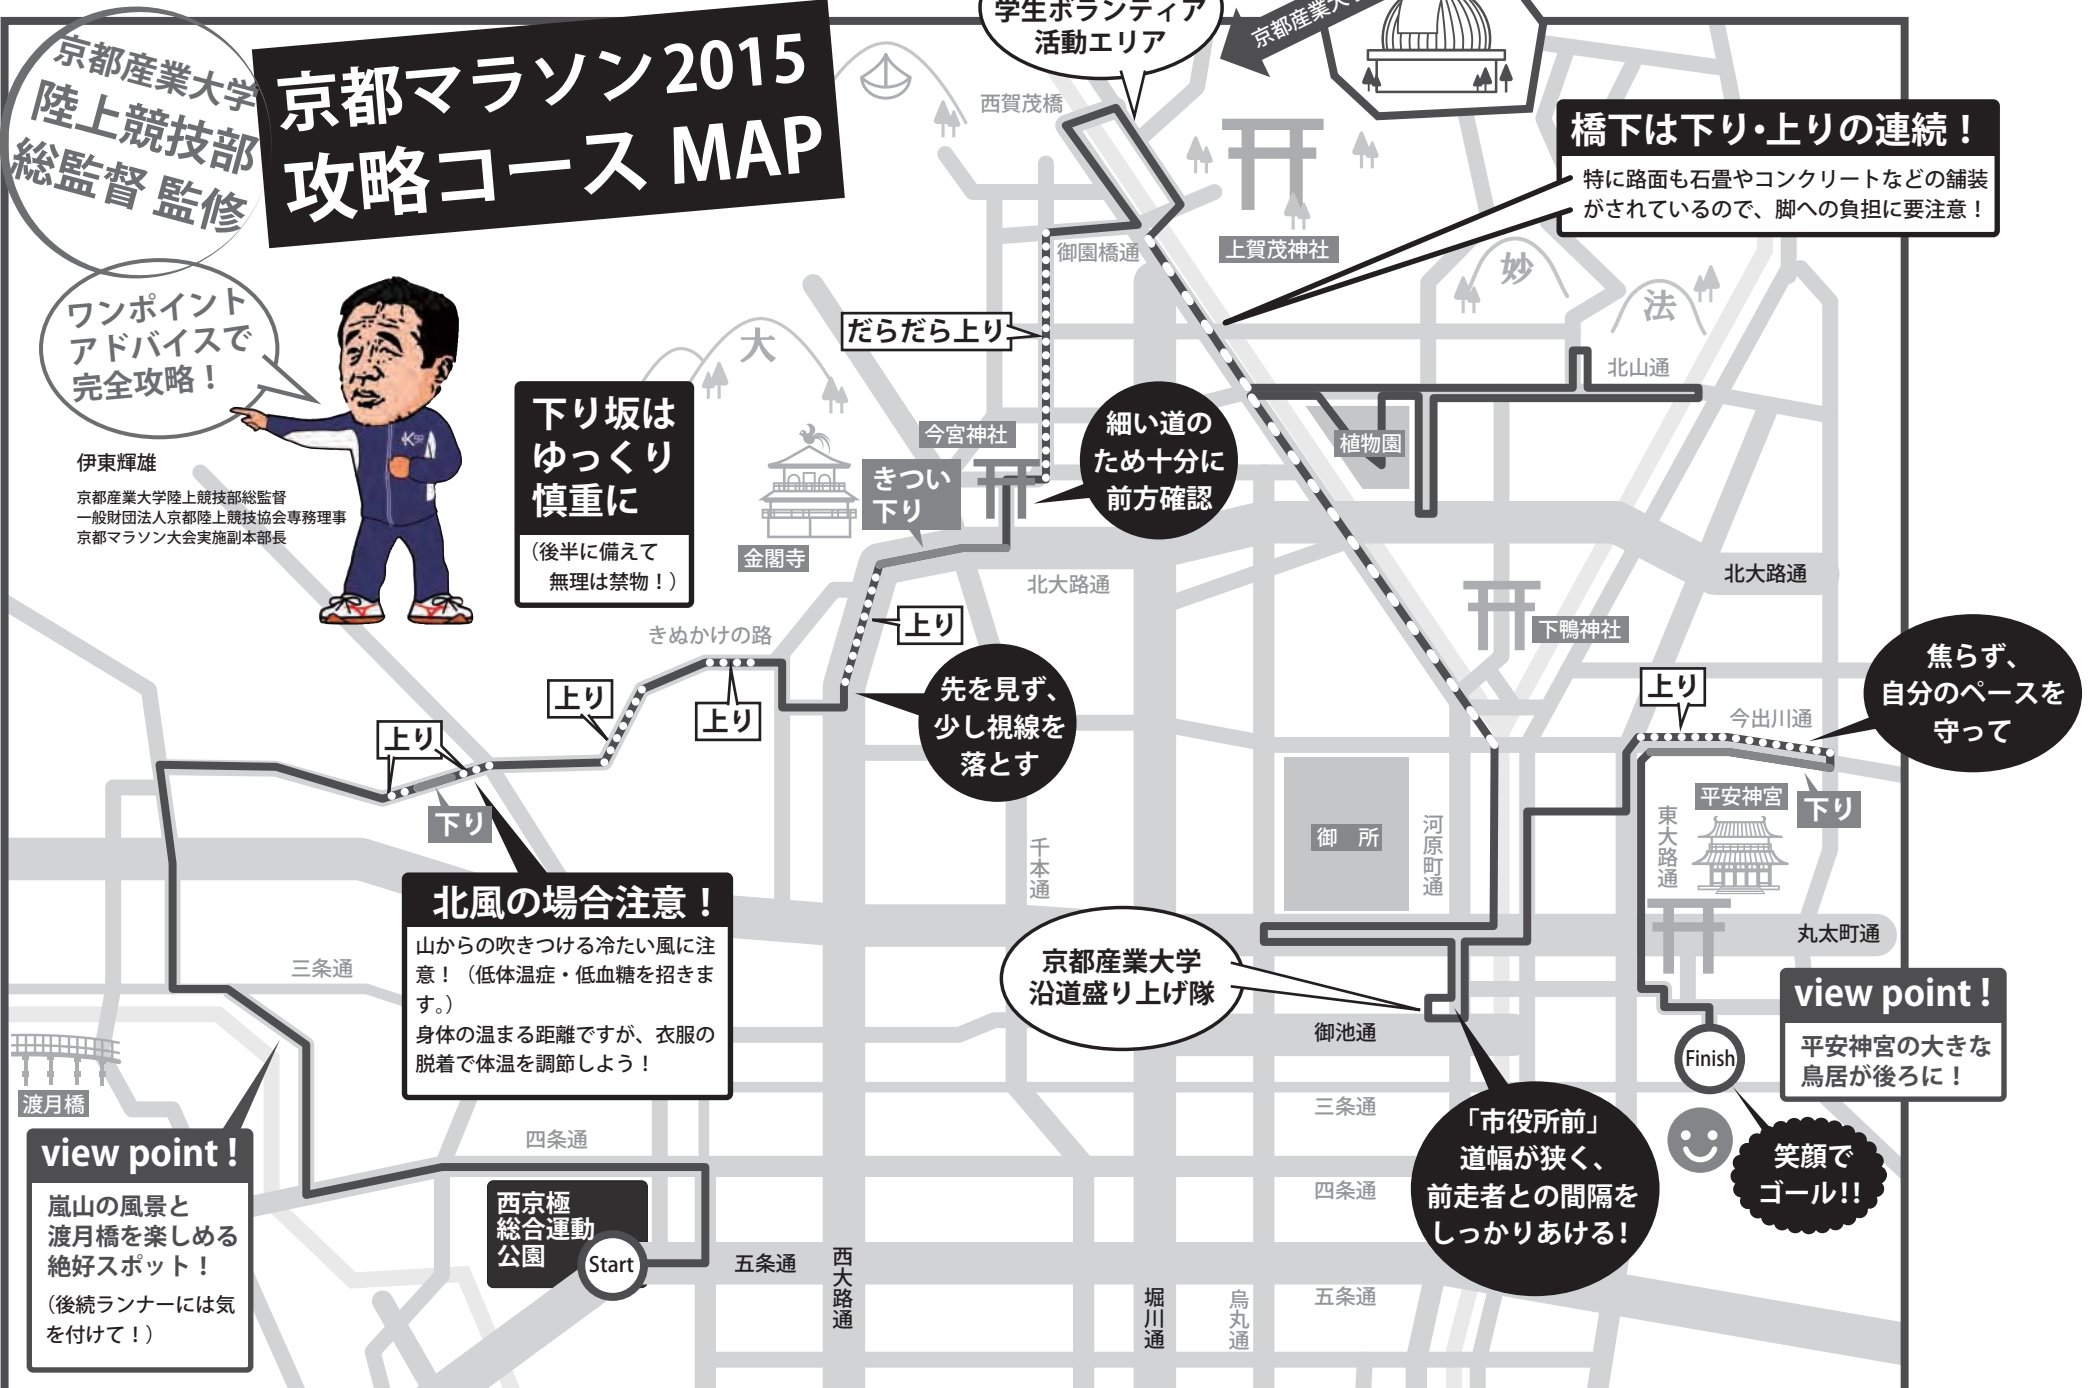 京都産業大学
陸上競技部
総監督 監修
京都マラソン2015
攻略コース MAP
ワンポイント
アドバイスで
完全攻略！
伊東輝雄
京都産業大学陸上競技部総監督
一般財団法人京都陸上競技協会専務理事
京都マラソン大会実施副本部長
学生ボランティア
活動エリア
京都産業大
西賀茂橋
御園橋通
上賀茂神社
橋下は下り・上りの連続！
特に路面も石畳やコンクリートなどの舗装
がされているので、脚への負担に要注意！
妙
法
大
北山通
植物園
だらだら上り
下り坂は
ゆっくり
慎重に
（後半に備えて
無理は禁物！）
今宮神社
きつい
下り
細い道の
ため十分に
前方確認
金閣寺
北大路通
北大路通
きぬかけの路
上り
上り
上り
上り
下り
先を見ず、
少し視線を
落とす
下鴨神社
焦らず、
自分のペースを
守って
上り
今出川通
平安神宮
下り
東大路通
御　所
河原町通
千本通
北風の場合注意！
山からの吹きつける冷たい風に注
意！（低体温症・低血糖を招きま
す。）
身体の温まる距離ですが、衣服の
脱着で体温を調節しよう！
三条通
渡月橋
view point！
嵐山の風景と
渡月橋を楽しめる
絶好スポット！
（後続ランナーには気
を付けて！）
四条通
西京極
総合運動
公園
Start
五条通
西大路通
堀川通
烏丸通
京都産業大学
沿道盛り上げ隊
丸太町通
御池通
三条通
四条通
五条通
「市役所前」
道幅が狭く、
前走者との間隔を
しっかりあける！
view point！
平安神宮の大きな
鳥居が後ろに！
Finish
笑顔で
ゴール!!